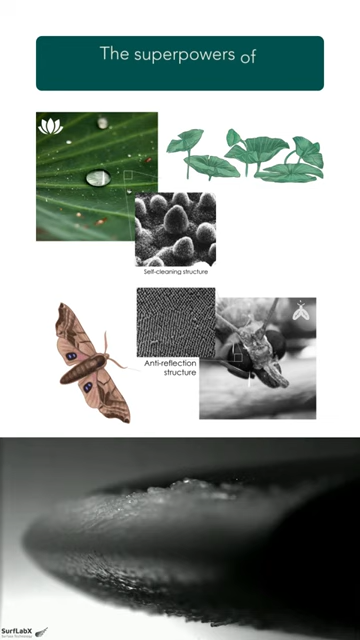 The superpowers of
Self-cleaning structure
Anti-reflection
structure
SurfLabX